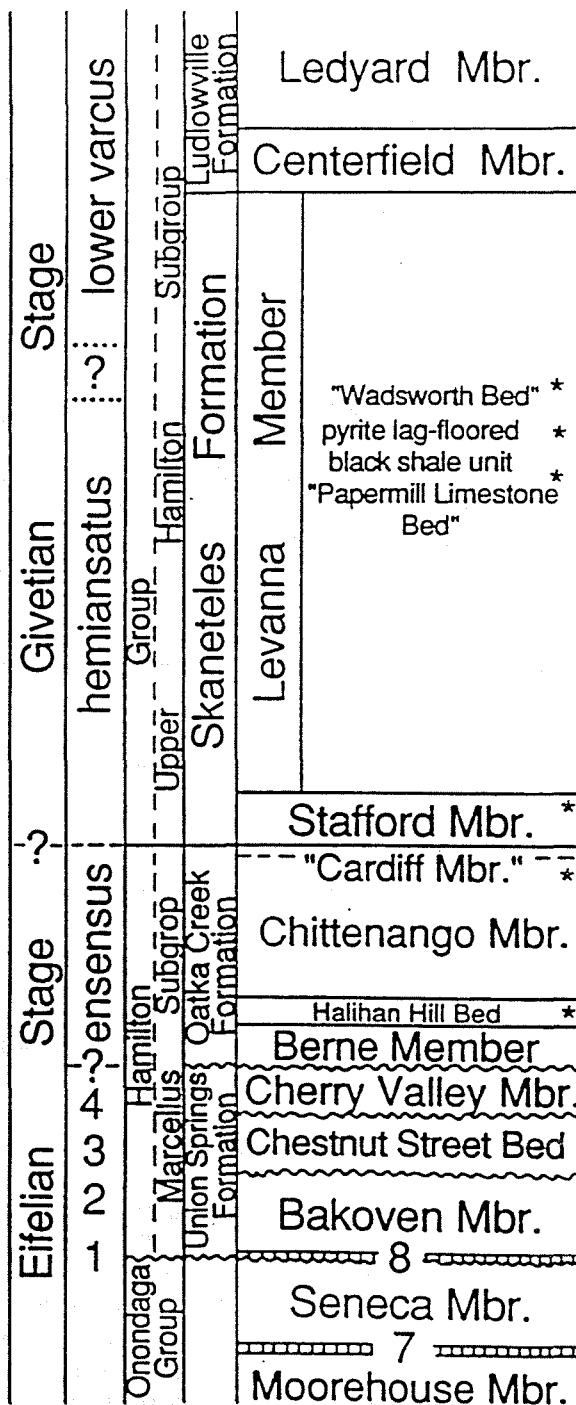 Eifelian Stage
Givetian Stage
-?-
1
2
3
4
-?-
ensensus
hemiansatus
?
lower varcus
Onondaga Group
Hamilton Group
Marcellus Subgrop
Upper Hamilton Subgroup
Union Springs Formation
Oatka Creek Formation
Skaneteles Formation
Ludlowville Formation
Levanna Member
Ledyard Mbr.
Centerfield Mbr.
"Wadsworth Bed" *
pyrite lag-floored *
black shale unit
"Papermill Limestone *
Bed"
Stafford Mbr. *
"Cardiff Mbr." *
Chittenango Mbr.
Halihan Hill Bed *
Berne Member
Cherry Valley Mbr.
Chestnut Street Bed
Bakoven Mbr.
8
Seneca Mbr.
7
Moorehouse Mbr.